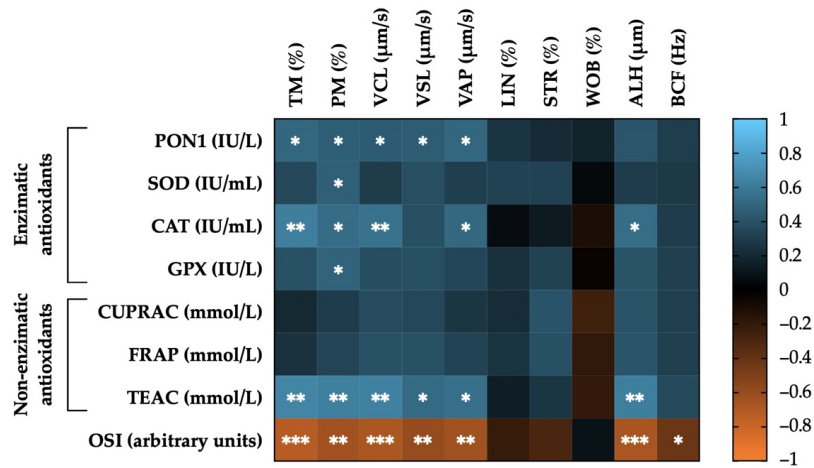 TM (%)
PM (%)
VCL (μm/s)
VSL (μm/s)
VAP (μm/s)
LIN (%)
STR (%)
WOB (%)
ALH (μm)
BCF (Hz)
Enzimatic
antioxidants
PON1 (IU/L) * * * * *
SOD (IU/mL) *
CAT (IU/mL) ** * ** * *
GPX (IU/L) *
Non-enzimatic
antioxidants
CUPRAC (mmol/L)
FRAP (mmol/L)
TEAC (mmol/L) ** ** ** * * **
OSI (arbitrary units) *** ** *** ** ** *** *
1
0.8
0.6
0.4
0.2
0
–0.2
–0.4
–0.6
–0.8
–1